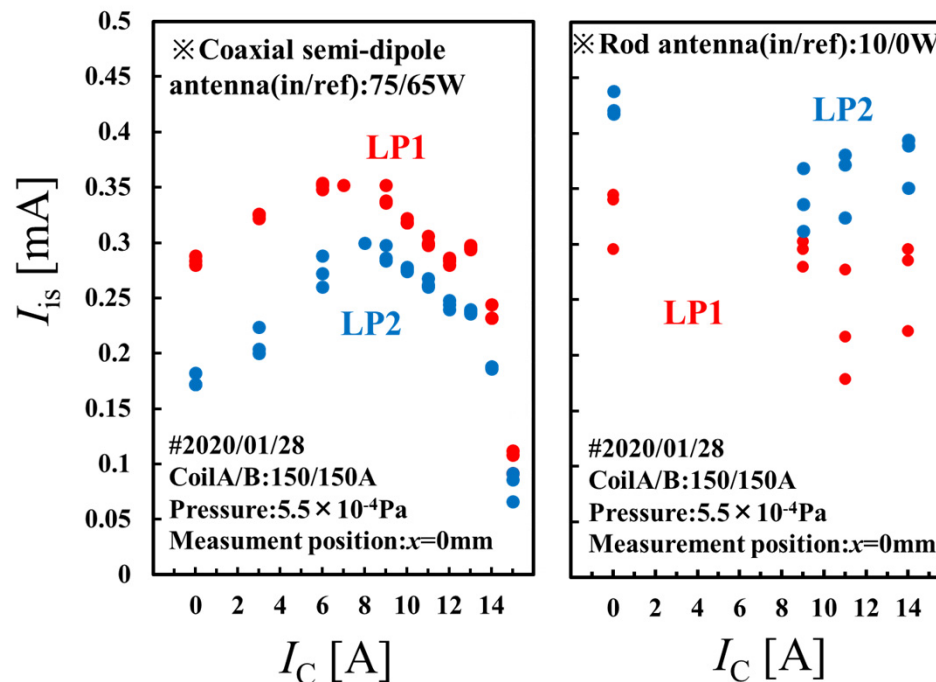 ※Coaxial semi-dipole
antenna(in/ref):75/65W
LP1
LP2
#2020/01/28
CoilA/B:150/150A
Pressure:5.5×10⁻⁴Pa
Measument position:x=0mm
I_is [mA]
0.5
0.45
0.4
0.35
0.3
0.25
0.2
0.15
0.1
0.05
0
0 2 4 6 8 10 12 14
I_C [A]
※Rod antenna(in/ref):10/0W
LP2
LP1
#2020/01/28
CoilA/B:150/150A
Pressure:5.5×10⁻⁴Pa
Measurement position:x=0mm
0 2 4 6 8 10 12 14
I_C [A]